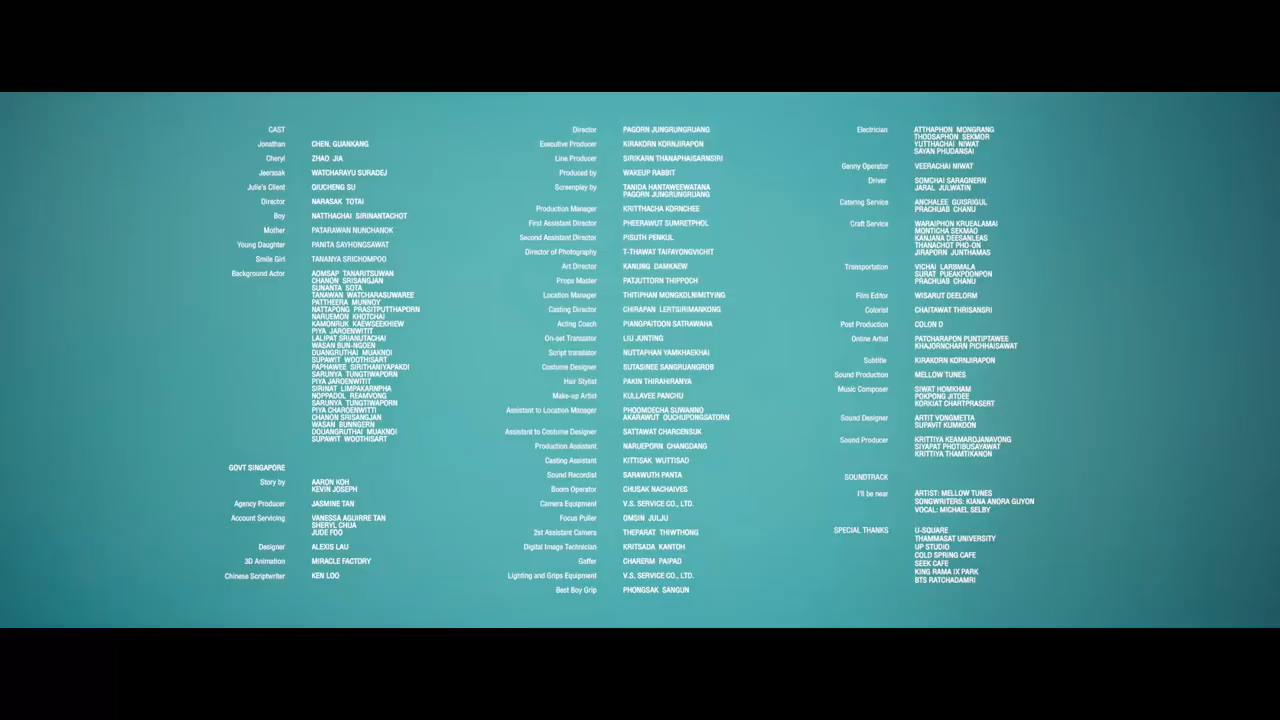 CAST
Jonathan CHEN. GUANKANG
Cheryl ZHAO JIA
Jeerasak WATCHARAYU SURADEJ
Julie's Client QIUCHENG SU
Director NARASAK TOTAI
Boy NATTHACHAI SIRINANTACHOT
Mother PATARAWAN NUNCHANOK
Young Daughter PANITA SAYHONGSAWAT
Smile Girl TANANYA SRICHOMPOO
Background Actor AOMSAP TANARITSUWAN
CHANON SRISANGJAN
SUNANTA SOTA
TANAWAN WATCHARASUWAREE
PATTHEERA MUNNOY
NATTAPONG PRASITPUTTHAPORN
NARUEMON KHOTCHAI
KAMONRUK KAEWSEEKHIEW
PIYA JAROENWITIT
LALIPAT SRIANUTACHAI
WASAN BUN-NGOEN
DUANGRUTHAI MUAKNOI
SUPAWIT WOOTHISART
PAPHAWEE SIRITHANIYAPAKDI
SARUNYA TUNGTIWAPORN
PIYA JAROENWITIT
SIRINAT LIMPAKARNPHA
NOPPADOL REAMVONG
SARUNYA TUNGTIWAPORN
PIYA CHAROENWITTI
CHANON SRISANGJAN
WASAN BUNNGERN
DOUANGRUTHAI MUAKNOI
SUPAWIT WOOTHISART
GOVT SINGAPORE
Story by AARON KOH
KEVIN JOSEPH
Agency Producer JASMINE TAN
Account Servicing VANESSA AGUIRRE TAN
SHERYL CHUA
JUDE FOO
Designer ALEXIS LAU
3D Animation MIRACLE FACTORY
Chinese Scriptwriter KEN LOO
Director PAGORN JUNGRUNGRUANG
Executive Producer KIRAKORN KORNJIRAPON
Line Producer SIRIKARN THANAPHAISARNSIRI
Produced by WAKEUP RABBIT
Screenplay by TANIDA HANTAWEEWATANA
PAGORN JUNGRUNGRUANG
Production Manager KRITTHACHA KORNCHEE
First Assistant Director PHEERAWUT SUMRETPHOL
Second Assistant Director PISUTH PENKUL
Director of Photography T-THAWAT TAIFAYONGVICHIT
Art Director KANUNG DAMKAEW
Props Master PATJUTTORN THIPPOCH
Location Manager THITIPHAN MONGKOLNIMITYING
Casting Director CHIRAPAN LERTSIRIMANKONG
Acting Coach PIANGPAITOON SATRAWAHA
On-set Translator LIU JUNTING
Script translator NUTTAPHAN YAMKHAEKHAI
Costume Designer SUTASINEE SANGRUANGROB
Hair Stylist PAKIN THIRAHIRANYA
Make-up Artist KULLAVEE PANCHU
Assistant to Location Manager PHOOMDECHA SUWANNO
AKARAWUT OUCHUPONGSATORN
Assistant to Costume Designer SATTAWAT CHARCENSUK
Production Assistant NARUEPORN CHANGDANG
Casting Assistant KITTISAK WUTTISAO
Sound Recordist SARAWUTH PANTA
Boom Operator CHUSAK NACHAIVES
Camera Equipment V.S. SERVICE CO., LTD.
Focus Puller OMSIN JULJU
2st Assistant Camera THEPARAT THIWTHONG
Digital Image Technician KRITSADA KANTOH
Gaffer CHARERM PAIPAD
Lighting and Grips Equipment V.S. SERVICE CO., LTD.
Best Boy Grip PHONGSAK SANGUN
Electrician ATTHAPHON MONGRANG
THODSAPHON SEKMOR
YUTTHACHAI NIWAT
SAYAN PHUDANSAI
Genny Operator VEERACHAI NIWAT
Driver SOMCHAI SARAGNERN
JARAL JULWATIN
Catering Service ANCHALEE GUISRIGUL
PRACHUAB CHANU
Craft Service WARAIPHON KRUEALAMAI
MONTICHA SEKMAO
KANJANA DEESANLEAS
THANACHOT PHO-ON
JIRAPORN JUNTHAMAS
Transportation VICHAI LARSMALA
SURAT PUEAKPOONPON
PRACHUAB CHANU
Film Editor WISARUT DEELORM
Colorist CHAITAWAT THRISANSRI
Post Production COLON D
Online Artist PATCHARAPON PUNTIPTAWEE
KHAJORNCHARN PICHHAISAWAT
Subtitle KIRAKORN KORNJIRAPON
Sound Production MELLOW TUNES
Music Composer SIWAT HOMKHAM
POKPONG JITDEE
KORKIAT CHARTPRASERT
Sound Designer ARTIT VONGMETTA
SUPAVIT KUMKOON
Sound Producer KRITTIYA KEAMAROJANAVONG
SIYAPAT PHOTIBUSAYAWAT
KRITTIYA THAMTIKANON
SOUNDTRACK
I'll be near ARTIST: MELLOW TUNES
SONGWRITERS: KIANA ANORA GUYON
VOCAL: MICHAEL SELBY
SPECIAL THANKS U-SQUARE
THAMMASAT UNIVERSITY
UP STUDIO
COLD SPRING CAFE
SEEK CAFE
KING RAMA IX PARK
BTS RATCHADAMRI